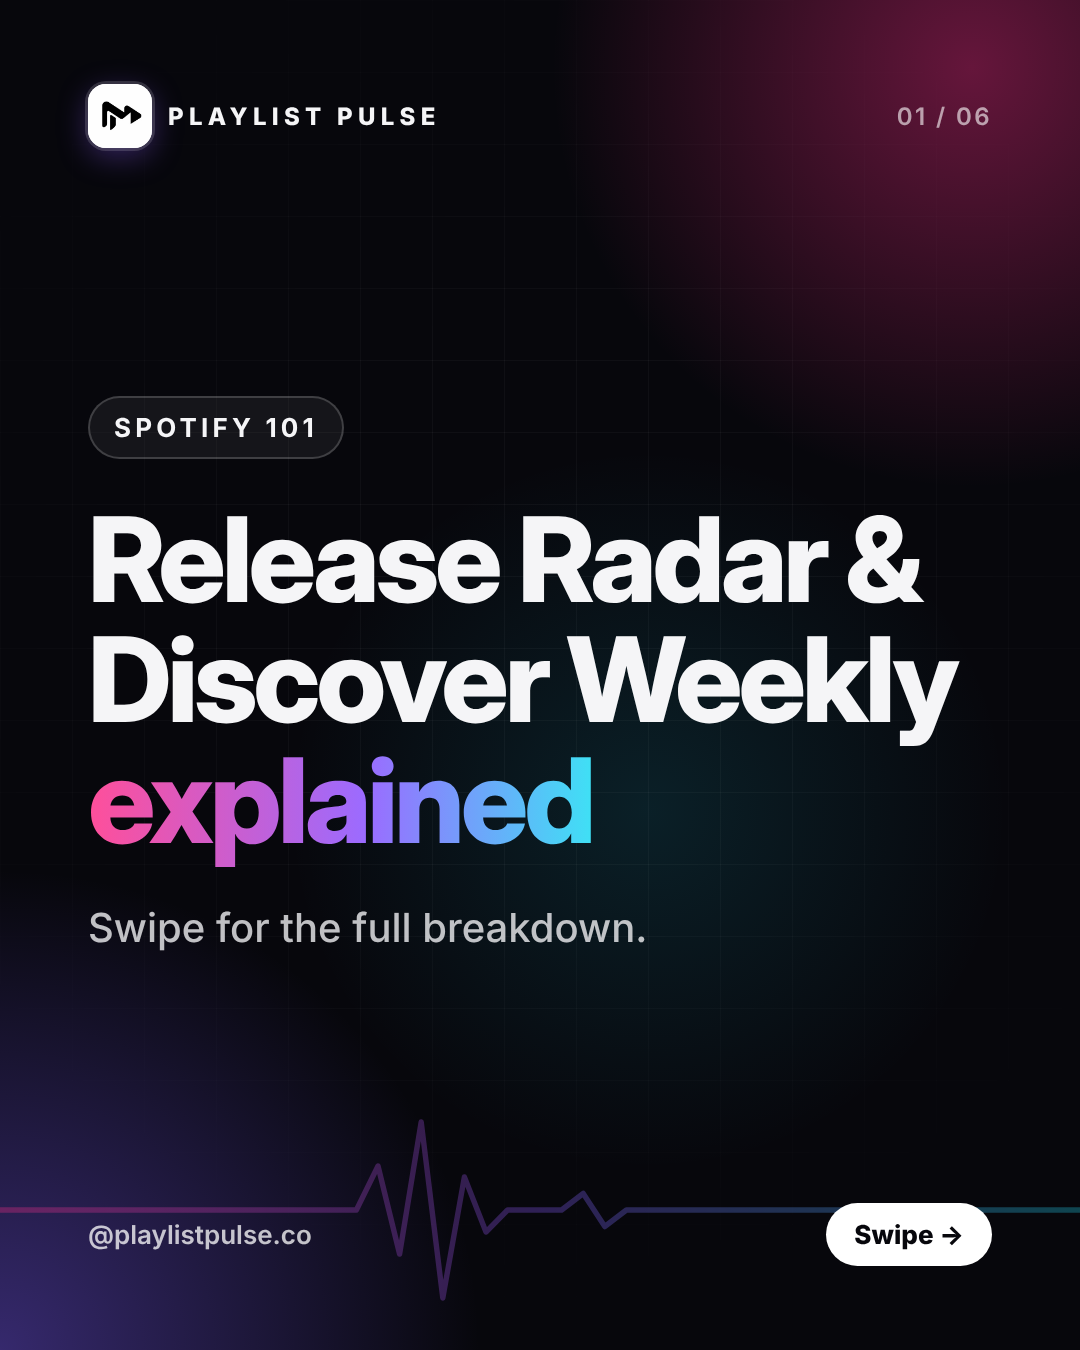 PLAYLIST PULSE
01 / 06
SPOTIFY 101
Release Radar &
Discover Weekly
explained
Swipe for the full breakdown.
@playlistpulse.co
Swipe →